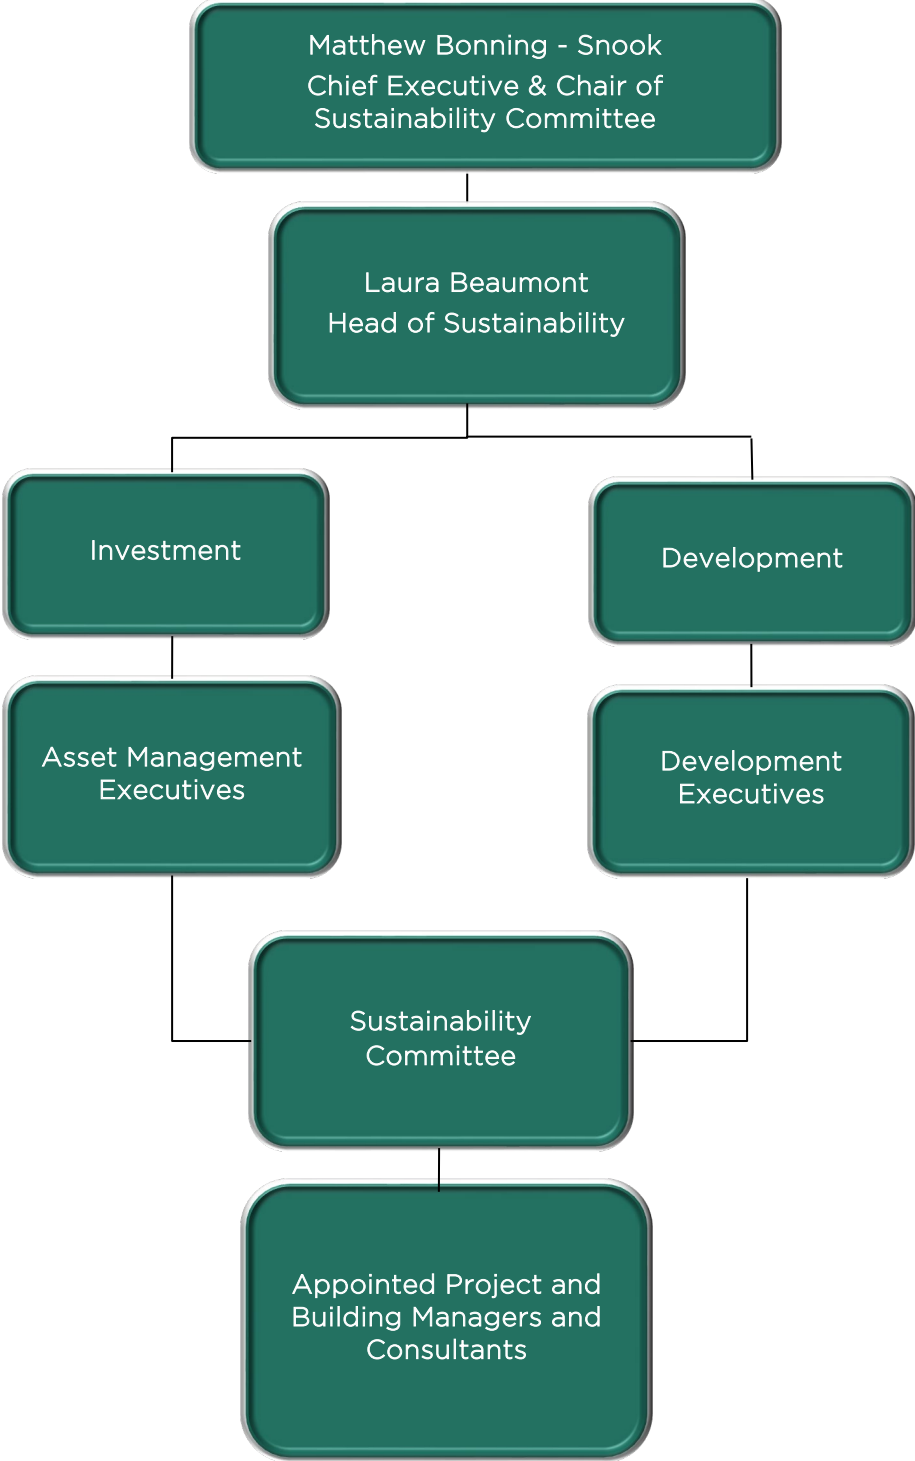 Matthew Bonning - Snook
Chief Executive & Chair of
Sustainability Committee
Laura Beaumont
Head of Sustainability
Investment
Development
Asset Management
Executives
Development
Executives
Sustainability
Committee
Appointed Project and
Building Managers and
Consultants